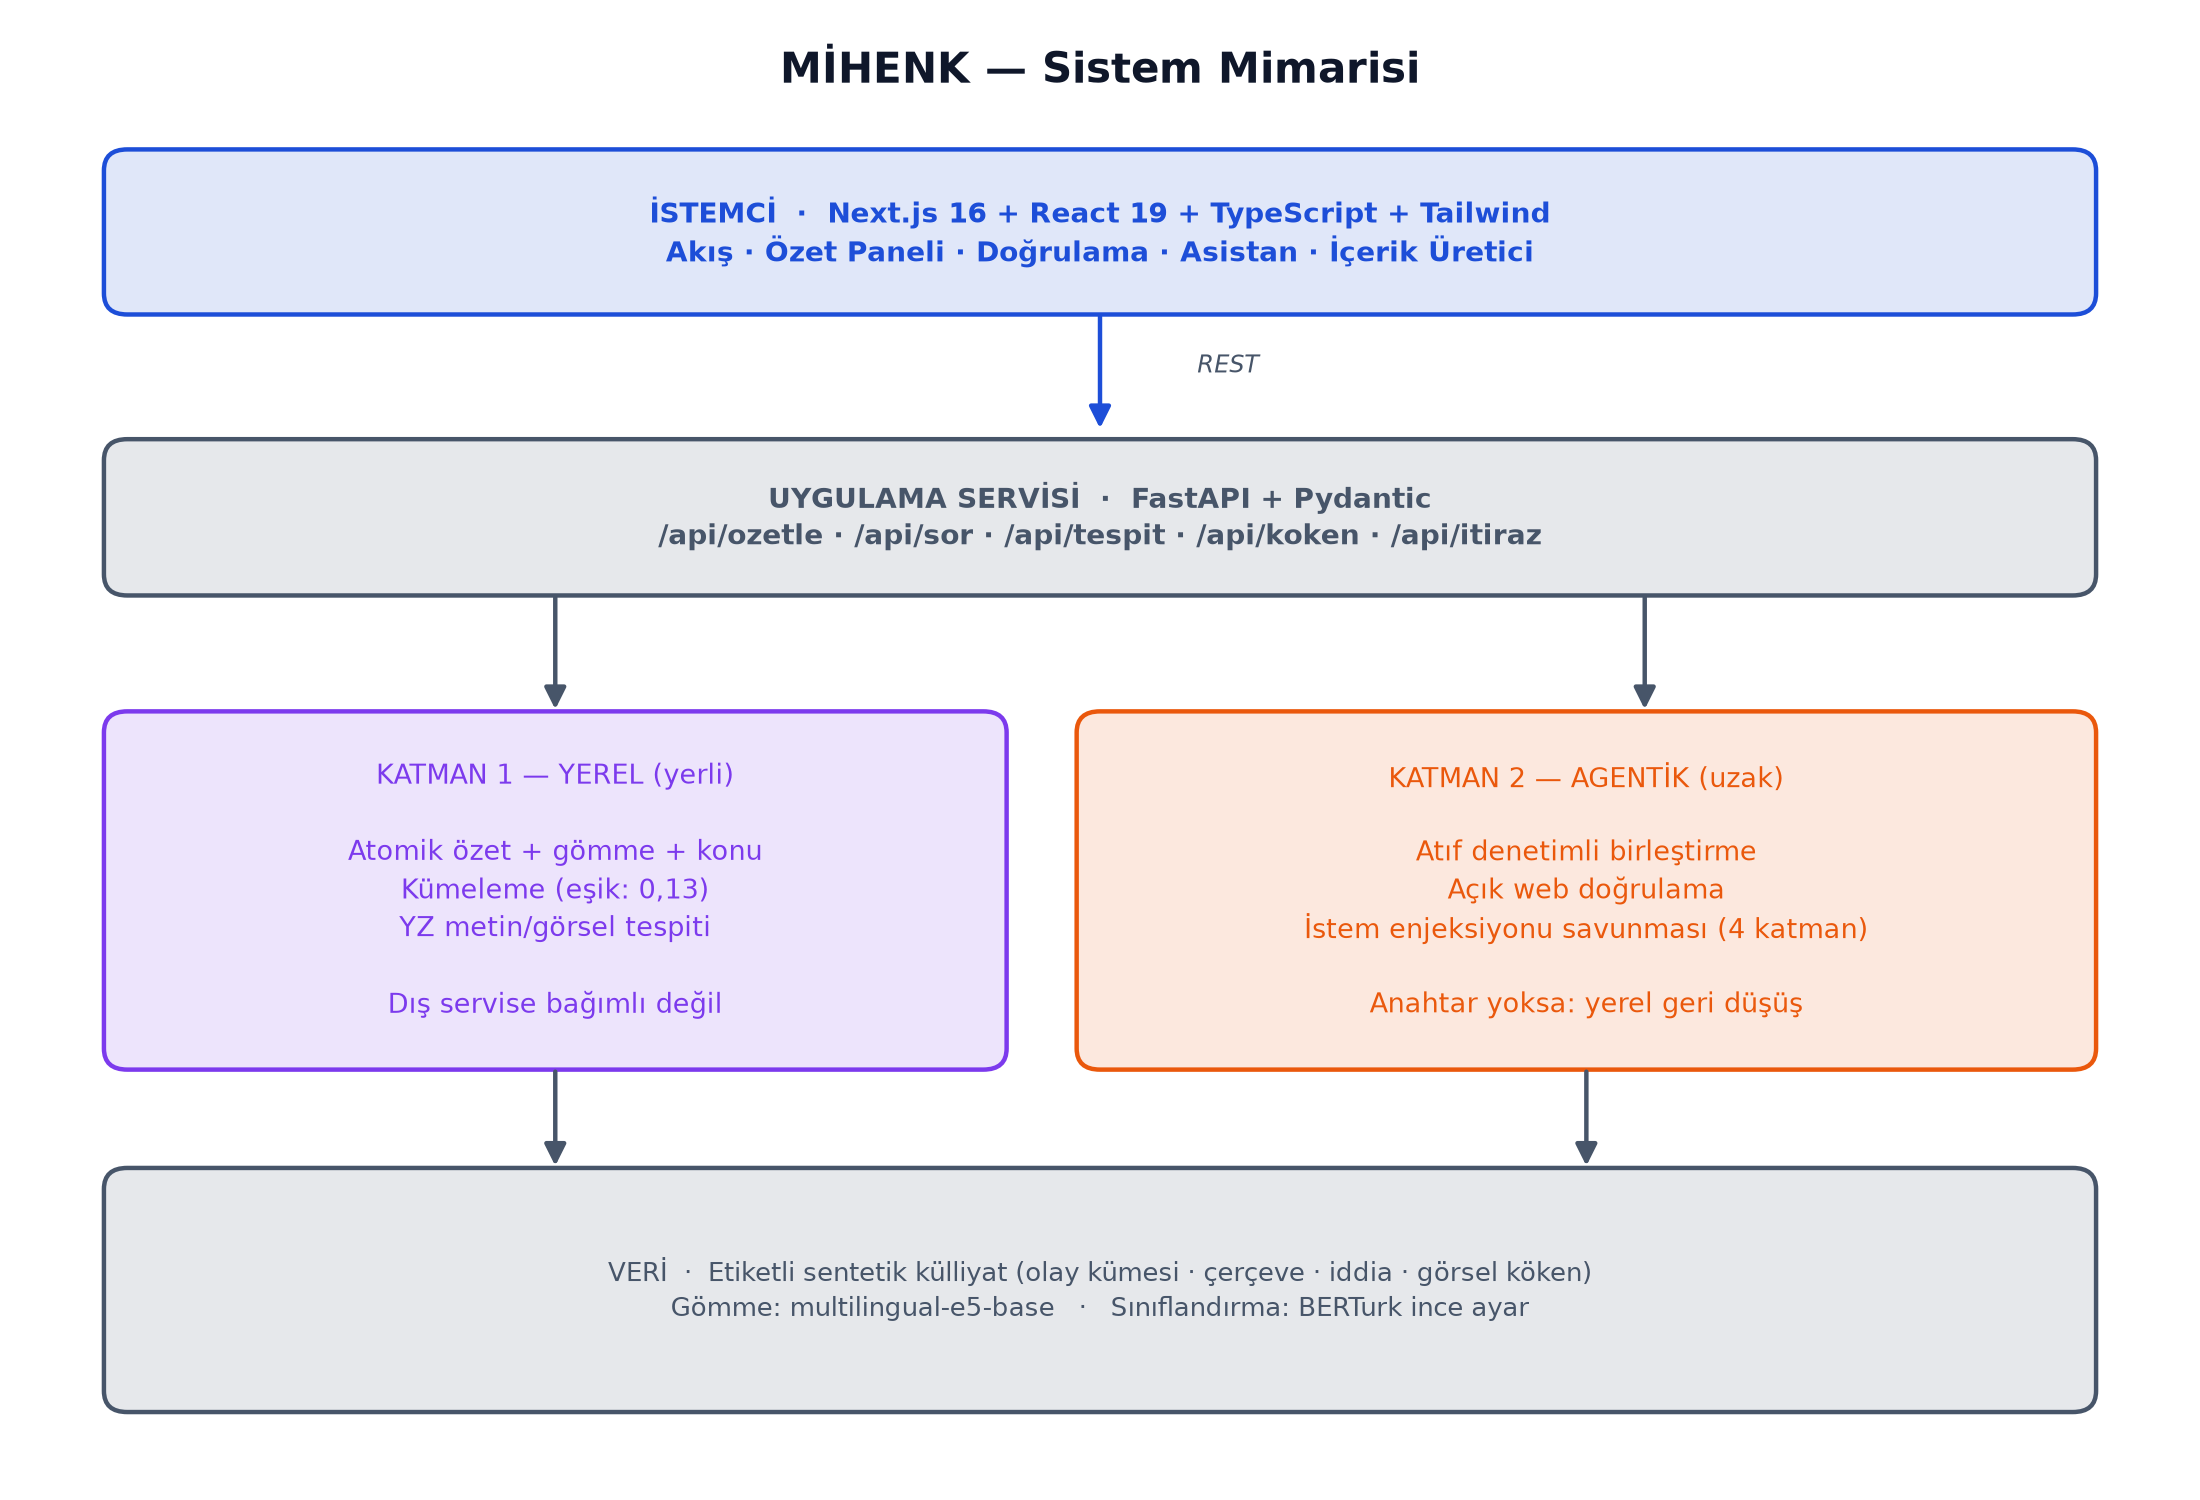 MİHENK — Sistem Mimarisi
İSTEMCİ · Next.js 16 + React 19 + TypeScript + Tailwind
Akış · Özet Paneli · Doğrulama · Asistan · İçerik Üretici
REST
UYGULAMA SERVİSİ · FastAPI + Pydantic
/api/ozetle · /api/sor · /api/tespit · /api/koken · /api/itiraz
KATMAN 1 — YEREL (yerli)
Atomik özet + gömme + konu
Kümeleme (eşik: 0,13)
YZ metin/görsel tespiti
Dış servise bağımlı değil
KATMAN 2 — AGENTİK (uzak)
Atıf denetimli birleştirme
Açık web doğrulama
İstem enjeksiyonu savunması (4 katman)
Anahtar yoksa: yerel geri düşüş
VERİ · Etiketli sentetik külliyat (olay kümesi · çerçeve · iddia · görsel köken)
Gömme: multilingual-e5-base · Sınıflandırma: BERTurk ince ayar